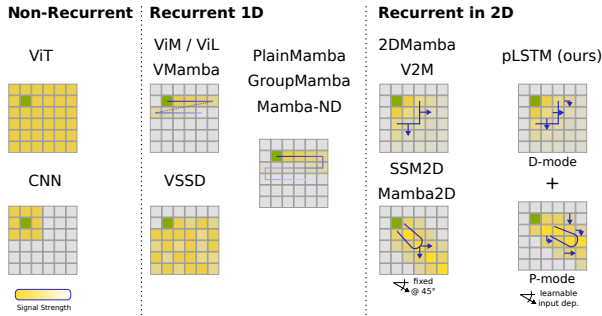 Non-Recurrent
ViT
CNN
Signal Strength
Recurrent 1D
ViM / ViL
VMamba
VSSD
PlainMamba
GroupMamba
Mamba-ND
Recurrent in 2D
2DMamba
V2M
SSM2D
Mamba2D
fixed
@ 45°
pLSTM (ours)
D-mode
+
P-mode
learnable
input dep.